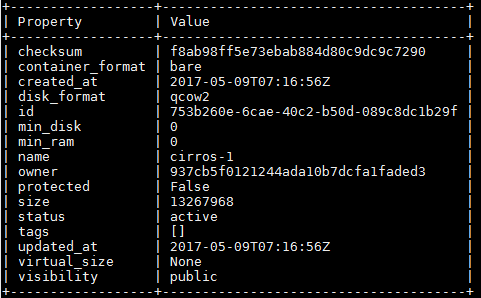 +------------------+--------------------------------------+
| Property         | Value                                |
+------------------+--------------------------------------+
| checksum         | f8ab98ff5e73ebab884d80c9dc9c7290     |
| container_format | bare                                 |
| created_at       | 2017-05-09T07:16:56Z                 |
| disk_format      | qcow2                                |
| id               | 753b260e-6cae-40c2-b50d-089c8dc1b29f |
| min_disk         | 0                                    |
| min_ram          | 0                                    |
| name             | cirros-1                             |
| owner            | 937cb5f0121244ada10b7dcfa1faded3     |
| protected        | False                                |
| size             | 13267968                             |
| status           | active                               |
| tags             | []                                   |
| updated_at       | 2017-05-09T07:16:56Z                 |
| virtual_size     | None                                 |
| visibility       | public                               |
+------------------+--------------------------------------+